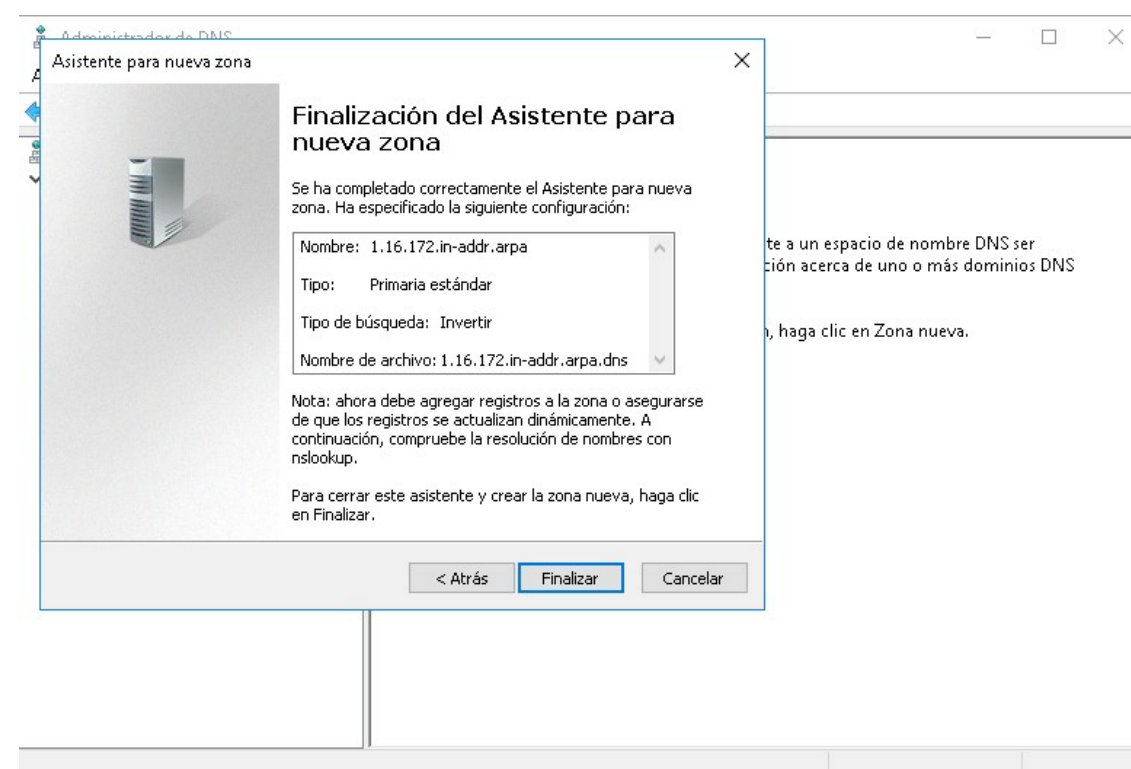 Administrador de DNS
Asistente para nueva zona
Finalización del Asistente para
nueva zona
Se ha completado correctamente el Asistente para nueva
zona. Ha especificado la siguiente configuración:
Nombre: 1.16.172.in-addr.arpa
Tipo: Primaria estándar
Tipo de búsqueda: Invertir
Nombre de archivo: 1.16.172.in-addr.arpa.dns
Nota: ahora debe agregar registros a la zona o asegurarse
de que los registros se actualizan dinámicamente. A
continuación, compruebe la resolución de nombres con
nslookup.
Para cerrar este asistente y crear la zona nueva, haga clic
en Finalizar.
< Atrás Finalizar Cancelar
te a un espacio de nombre DNS ser
ción acerca de uno o más dominios DNS
, haga clic en Zona nueva.